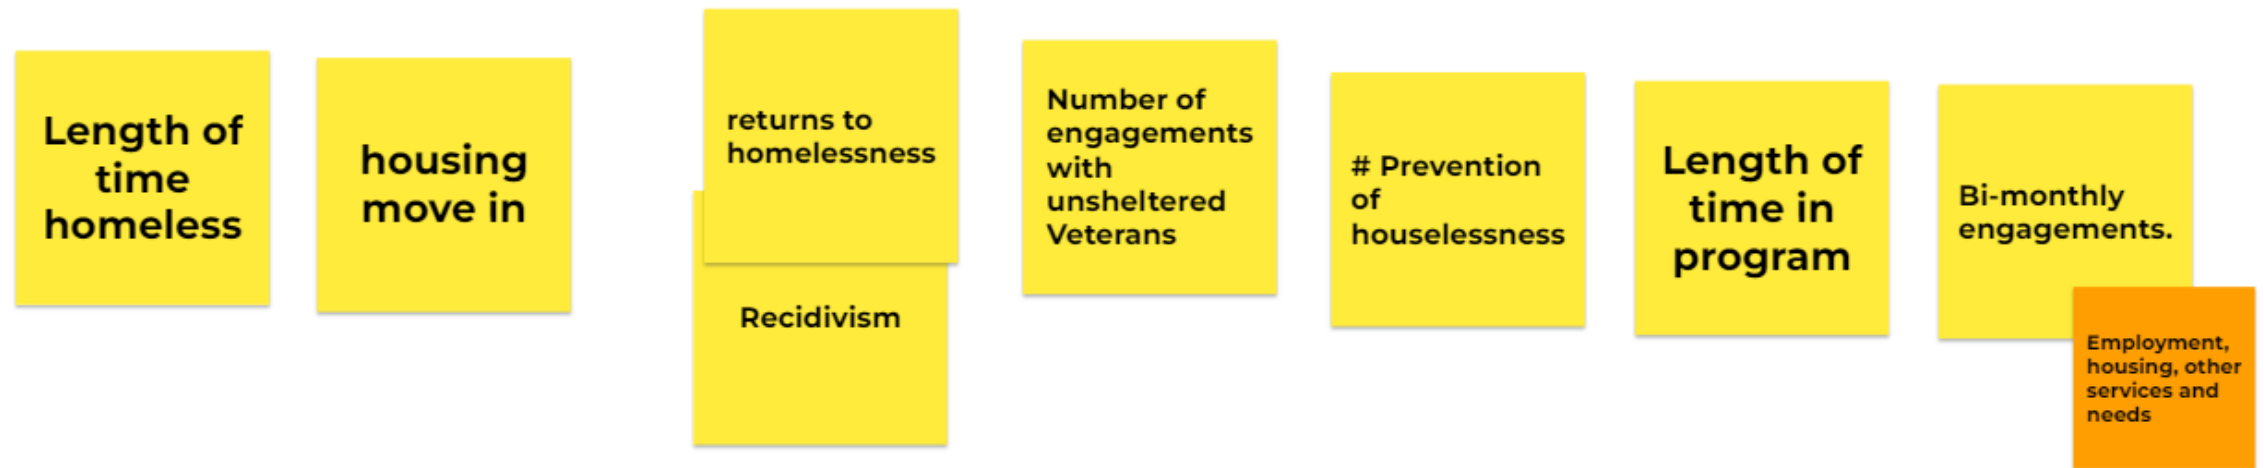 Length of
time
homeless
housing
move in
returns to
homelessness
Recidivism
Number of
engagements
with
unsheltered
Veterans
# Prevention
of
houselessness
Length of
time in
program
Bi-monthly
engagements.
Employment,
housing, other
services and
needs